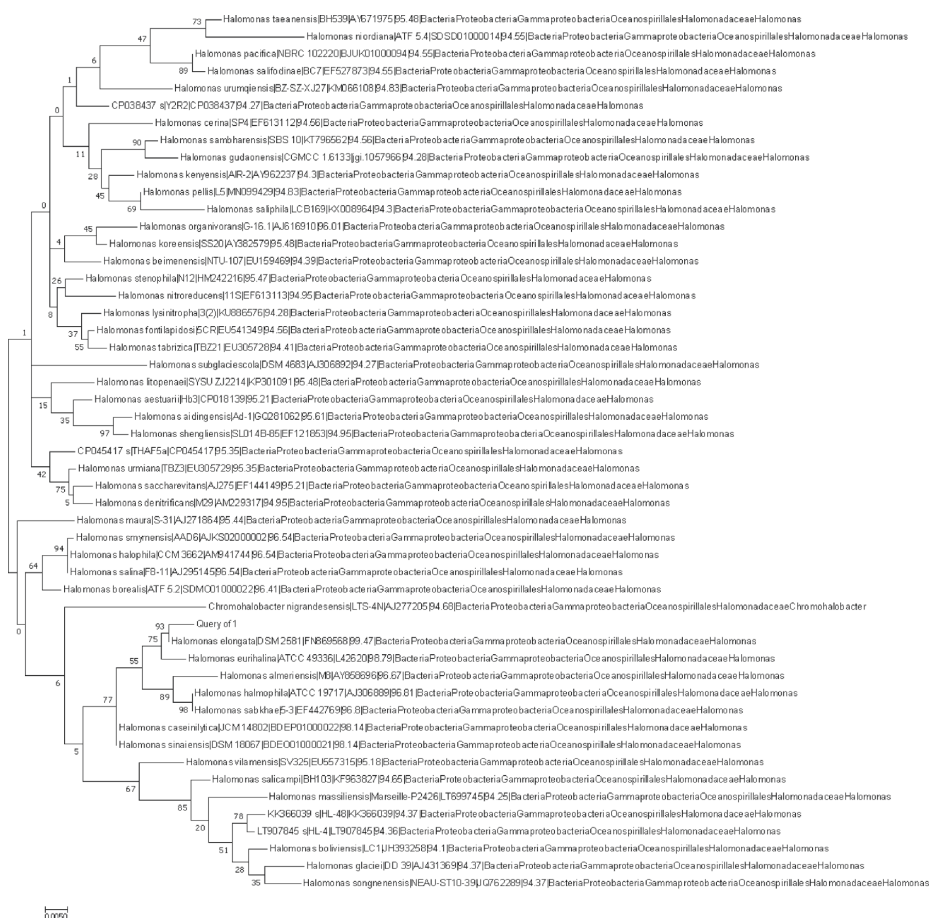 Halomonas taeanensis|BH539|AY671975|95.48|BacteriaProteobacteriaGammaproteobacteriaOceanospirillalesHalomonadaceaeHalomonas
73
Halomonas niordiana|ATF 5.4|SDSD01000014|94.55|BacteriaProteobacteriaGammaproteobacteriaOceanospirillalesHalomonadaceaeHalomonas
47
Halomonas pacifica|NBRC 102220|BJUK01000094|94.55|BacteriaProteobacteriaGammaproteobacteriaOceanospirillalesHalomonadaceaeHalomonas
6
89
Halomonas salifodinae|BC7|EF527873|94.55|BacteriaProteobacteriaGammaproteobacteriaOceanospirillalesHalomonadaceaeHalomonas
1
Halomonas urumqiensis|BZ-SZ-XJ27|KM066108|94.83|BacteriaProteobacteriaGammaproteobacteriaOceanospirillalesHalomonadaceaeHalomonas
CP038437 s|Y2R2|CP038437|94.27|BacteriaProteobacteriaGammaproteobacteriaOceanospirillalesHalomonadaceaeHalomonas
0
Halomonas cerina|SP4|EF613112|94.56|BacteriaProteobacteriaGammaproteobacteriaOceanospirillalesHalomonadaceaeHalomonas
90
Halomonas sambharensis|SBS 10|KT796562|94.56|BacteriaProteobacteriaGammaproteobacteriaOceanospirillalesHalomonadaceaeHalomonas
11
Halomonas gudaonensis|CGMCC 1.6133|jgi.1057966|94.28|BacteriaProteobacteriaGammaproteobacteriaOceanospirillalesHalomonadaceaeHalomonas
28
Halomonas kenyensis|AIR-2|AY962237|94.3|BacteriaProteobacteriaGammaproteobacteriaOceanospirillalesHalomonadaceaeHalomonas
45
Halomonas pellis|L5|MN099429|94.83|BacteriaProteobacteriaGammaproteobacteriaOceanospirillalesHalomonadaceaeHalomonas
0
69
Halomonas saliphila|LCB169|KX008964|94.3|BacteriaProteobacteriaGammaproteobacteriaOceanospirillalesHalomonadaceaeHalomonas
45
Halomonas organivorans|G-16.1|AJ616910|96.01|BacteriaProteobacteriaGammaproteobacteriaOceanospirillalesHalomonadaceaeHalomonas
4
Halomonas koreensis|SS20|AY382579|95.48|BacteriaProteobacteriaGammaproteobacteriaOceanospirillalesHalomonadaceaeHalomonas
Halomonas beimenensis|NTU-107|EU159469|94.39|BacteriaProteobacteriaGammaproteobacteriaOceanospirillalesHalomonadaceaeHalomonas
26
Halomonas stenophila|N12|HM242216|95.47|BacteriaProteobacteriaGammaproteobacteriaOceanospirillalesHalomonadaceaeHalomonas
Halomonas nitroreducens|11S|EF613113|94.95|BacteriaProteobacteriaGammaproteobacteriaOceanospirillalesHalomonadaceaeHalomonas
8
Halomonas lysinitropha|3(2)|KU886576|94.28|BacteriaProteobacteriaGammaproteobacteriaOceanospirillalesHalomonadaceaeHalomonas
1
37
Halomonas fontilapidosi|5CR|EU541349|94.56|BacteriaProteobacteriaGammaproteobacteriaOceanospirillalesHalomonadaceaeHalomonas
55
Halomonas tabrizica|TBZ21|EU305728|94.41|BacteriaProteobacteriaGammaproteobacteriaOceanospirillalesHalomonadaceaeHalomonas
Halomonas subglaciescola|DSM 4683|AJ306892|94.27|BacteriaProteobacteriaGammaproteobacteriaOceanospirillalesHalomonadaceaeHalomonas
Halomonas litopenaei|SYSU ZJ2214|KP301091|95.48|BacteriaProteobacteriaGammaproteobacteriaOceanospirillalesHalomonadaceaeHalomonas
15
Halomonas aestuarii|Hb3|CP018139|95.21|BacteriaProteobacteriaGammaproteobacteriaOceanospirillalesHalomonadaceaeHalomonas
35
Halomonas aidingensis|Ad-1|GQ281062|95.61|BacteriaProteobacteriaGammaproteobacteriaOceanospirillalesHalomonadaceaeHalomonas
97
Halomonas shengliensis|SL014B-85|EF121853|94.95|BacteriaProteobacteriaGammaproteobacteriaOceanospirillalesHalomonadaceaeHalomonas
CP045417 s|THAF5a|CP045417|95.35|BacteriaProteobacteriaGammaproteobacteriaOceanospirillalesHalomonadaceaeHalomonas
42
Halomonas urmiana|TBZ3|EU305729|95.35|BacteriaProteobacteriaGammaproteobacteriaOceanospirillalesHalomonadaceaeHalomonas
75
Halomonas saccharevitans|AJ275|EF144149|95.21|BacteriaProteobacteriaGammaproteobacteriaOceanospirillalesHalomonadaceaeHalomonas
5
Halomonas denitrificans|M29|AM229317|94.95|BacteriaProteobacteriaGammaproteobacteriaOceanospirillalesHalomonadaceaeHalomonas
Halomonas maura|S-31|AJ271864|95.44|BacteriaProteobacteriaGammaproteobacteriaOceanospirillalesHalomonadaceaeHalomonas
Halomonas smyrnensis|AAD6|AJKS02000002|96.54|BacteriaProteobacteriaGammaproteobacteriaOceanospirillalesHalomonadaceaeHalomonas
94
Halomonas halophila|CCM 3662|AM941744|96.54|BacteriaProteobacteriaGammaproteobacteriaOceanospirillalesHalomonadaceaeHalomonas
64
Halomonas salina|F8-11|AJ295145|96.54|BacteriaProteobacteriaGammaproteobacteriaOceanospirillalesHalomonadaceaeHalomonas
Halomonas borealis|ATF 5.2|SDMO01000022|96.41|BacteriaProteobacteriaGammaproteobacteriaOceanospirillalesHalomonadaceaeHalomonas
Chromohalobacter nigrandesensis|LTS-4N|AJ277205|94.68|BacteriaProteobacteriaGammaproteobacteriaOceanospirillalesHalomonadaceaeChromohalobacter
0
93
Query of 1
75
Halomonas elongata|DSM 2581|FN869568|99.47|BacteriaProteobacteriaGammaproteobacteriaOceanospirillalesHalomonadaceaeHalomonas
55
Halomonas eurihalina|ATCC 49336|L42620|98.79|BacteriaProteobacteriaGammaproteobacteriaOceanospirillalesHalomonadaceaeHalomonas
6
Halomonas almeriensis|M8|AY858696|96.67|BacteriaProteobacteriaGammaproteobacteriaOceanospirillalesHalomonadaceaeHalomonas
89
77
Halomonas halmophila|ATCC 19717|AJ306889|96.81|BacteriaProteobacteriaGammaproteobacteriaOceanospirillalesHalomonadaceaeHalomonas
98
Halomonas sabkhae|5-3|EF442769|96.8|BacteriaProteobacteriaGammaproteobacteriaOceanospirillalesHalomonadaceaeHalomonas
Halomonas caseinilytica|JCM 14802|BDEP01000022|98.14|BacteriaProteobacteriaGammaproteobacteriaOceanospirillalesHalomonadaceaeHalomonas
5
Halomonas sinaiensis|DSM 18067|BDEO01000021|98.14|BacteriaProteobacteriaGammaproteobacteriaOceanospirillalesHalomonadaceaeHalomonas
Halomonas vilamensis|SV325|EU557315|95.18|BacteriaProteobacteriaGammaproteobacteriaOceanospirillalesHalomonadaceaeHalomonas
67
Halomonas salicampi|BH103|KF963827|94.65|BacteriaProteobacteriaGammaproteobacteriaOceanospirillalesHalomonadaceaeHalomonas
85
Halomonas massiliensis|Marseille-P2426|LT699745|94.25|BacteriaProteobacteriaGammaproteobacteriaOceanospirillalesHalomonadaceaeHalomonas
20
78
KK366039 s|HL-48|KK366039|94.37|BacteriaProteobacteriaGammaproteobacteriaOceanospirillalesHalomonadaceaeHalomonas
LT907845 s|HL-4|LT907845|94.36|BacteriaProteobacteriaGammaproteobacteriaOceanospirillalesHalomonadaceaeHalomonas
51
Halomonas boliviensis|LC1|JH393258|94.1|BacteriaProteobacteriaGammaproteobacteriaOceanospirillalesHalomonadaceaeHalomonas
28
Halomonas glaciei|DD 39|AJ431369|94.37|BacteriaProteobacteriaGammaproteobacteriaOceanospirillalesHalomonadaceaeHalomonas
35
Halomonas songnenensis|NEAU-ST10-39|JQ762289|94.37|BacteriaProteobacteriaGammaproteobacteriaOceanospirillalesHalomonadaceaeHalomonas
0.0050